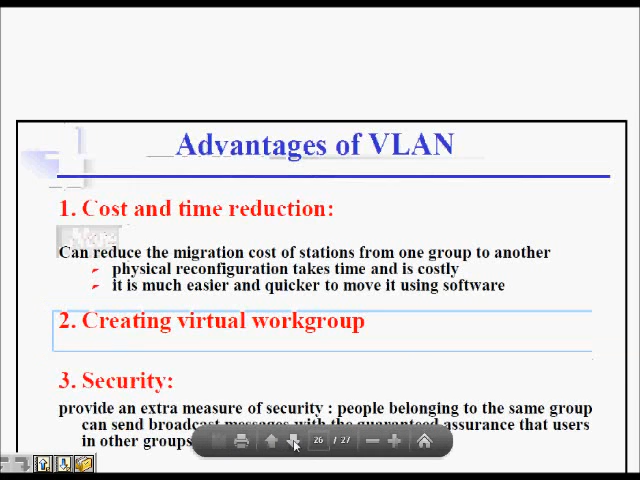 Advantages of VLAN
1. Cost and time reduction:
Can reduce the migration cost of stations from one group to another
physical reconfiguration takes time and is costly
it is much easier and quicker to move it using software
2. Creating virtual workgroup
3. Security:
provide an extra measure of security : people belonging to the same group
can send broadcast messages with the guaranteed assurance that users
in other groups
26 / 27